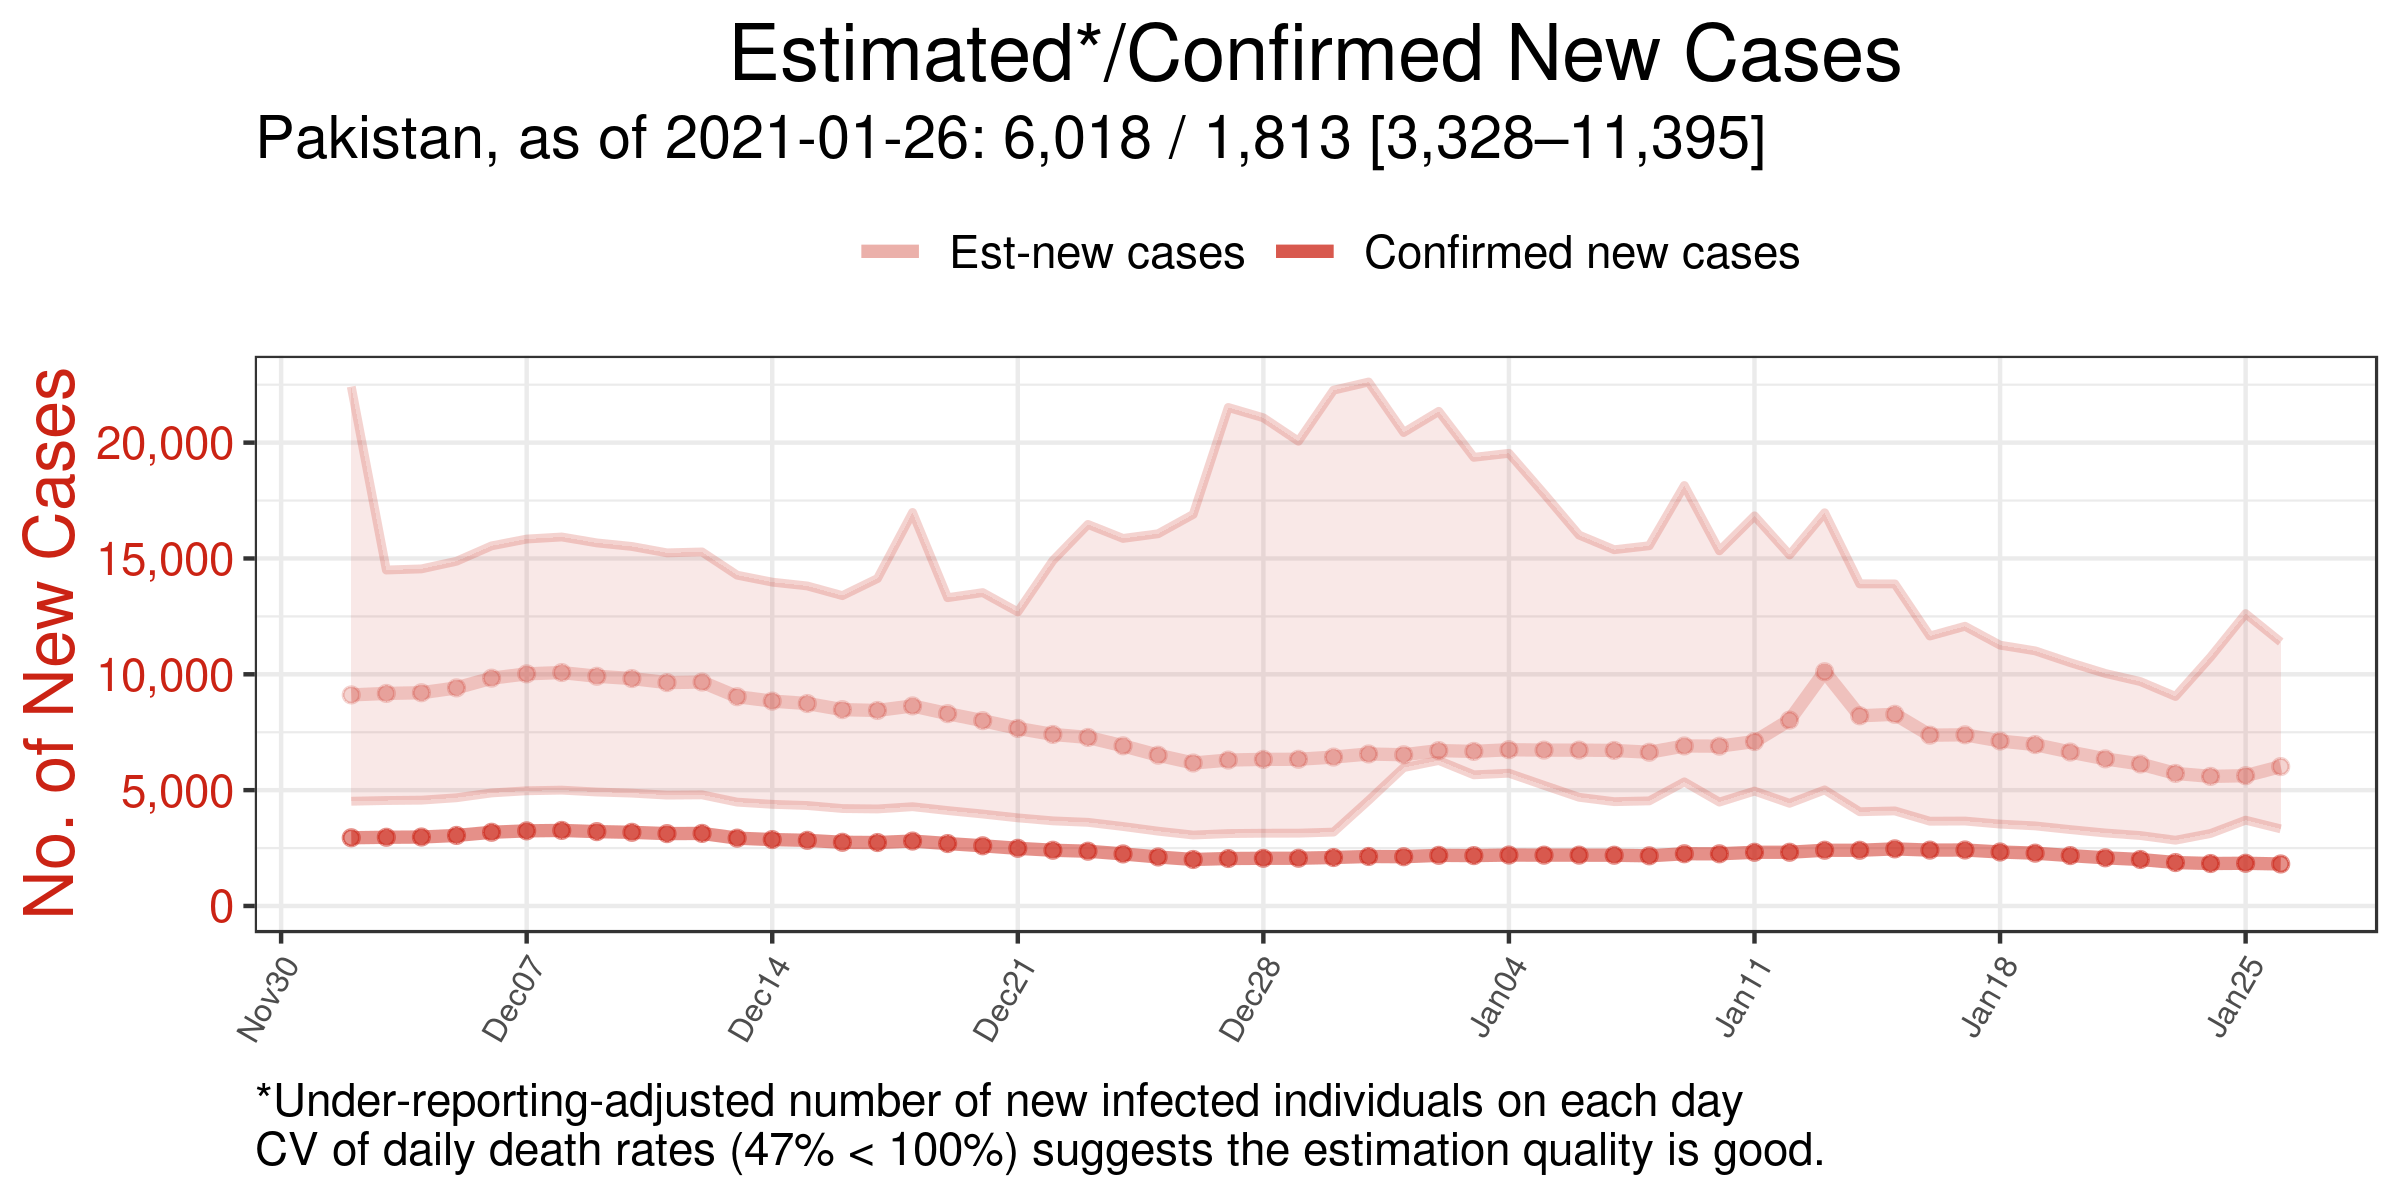 Estimated*/Confirmed New Cases
Pakistan, as of 2021-01-26: 6,018 / 1,813 [3,328–11,395]
Est-new cases
Confirmed new cases
No. of New Cases
20,000
15,000
10,000
5,000
0
Nov30
Dec07
Dec14
Dec21
Dec28
Jan04
Jan11
Jan18
Jan25
*Under-reporting-adjusted number of new infected individuals on each day
CV of daily death rates (47% < 100%) suggests the estimation quality is good.